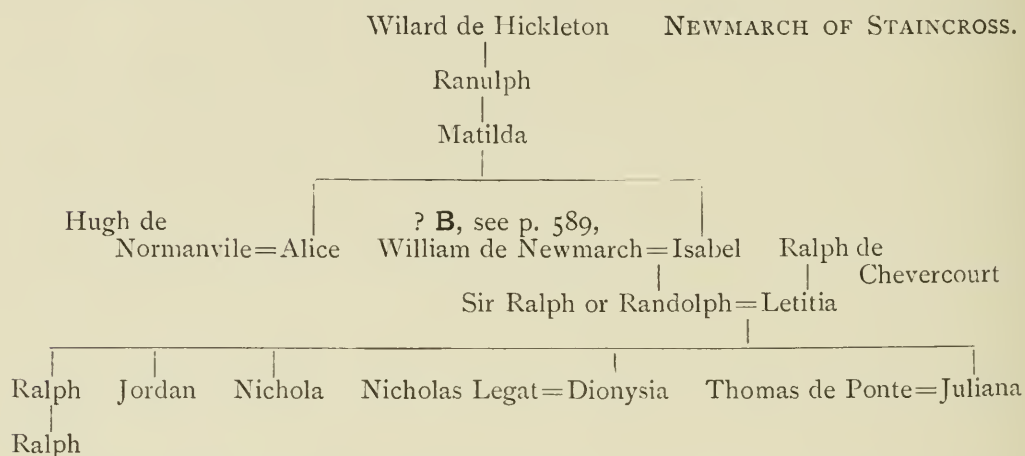 Wilard de Hickleton NEWMARCH OF STAINCROSS.
Ranulph
Matilda
Hugh de ? B, see p. 589,
Normanvile=Alice William de Newmarch=Isabel Ralph de
Chevercourt
Sir Ralph or Randolph=Letitia
Ralph Jordan Nichola Nicholas Legat=Dionysia Thomas de Ponte=Juliana
Ralph